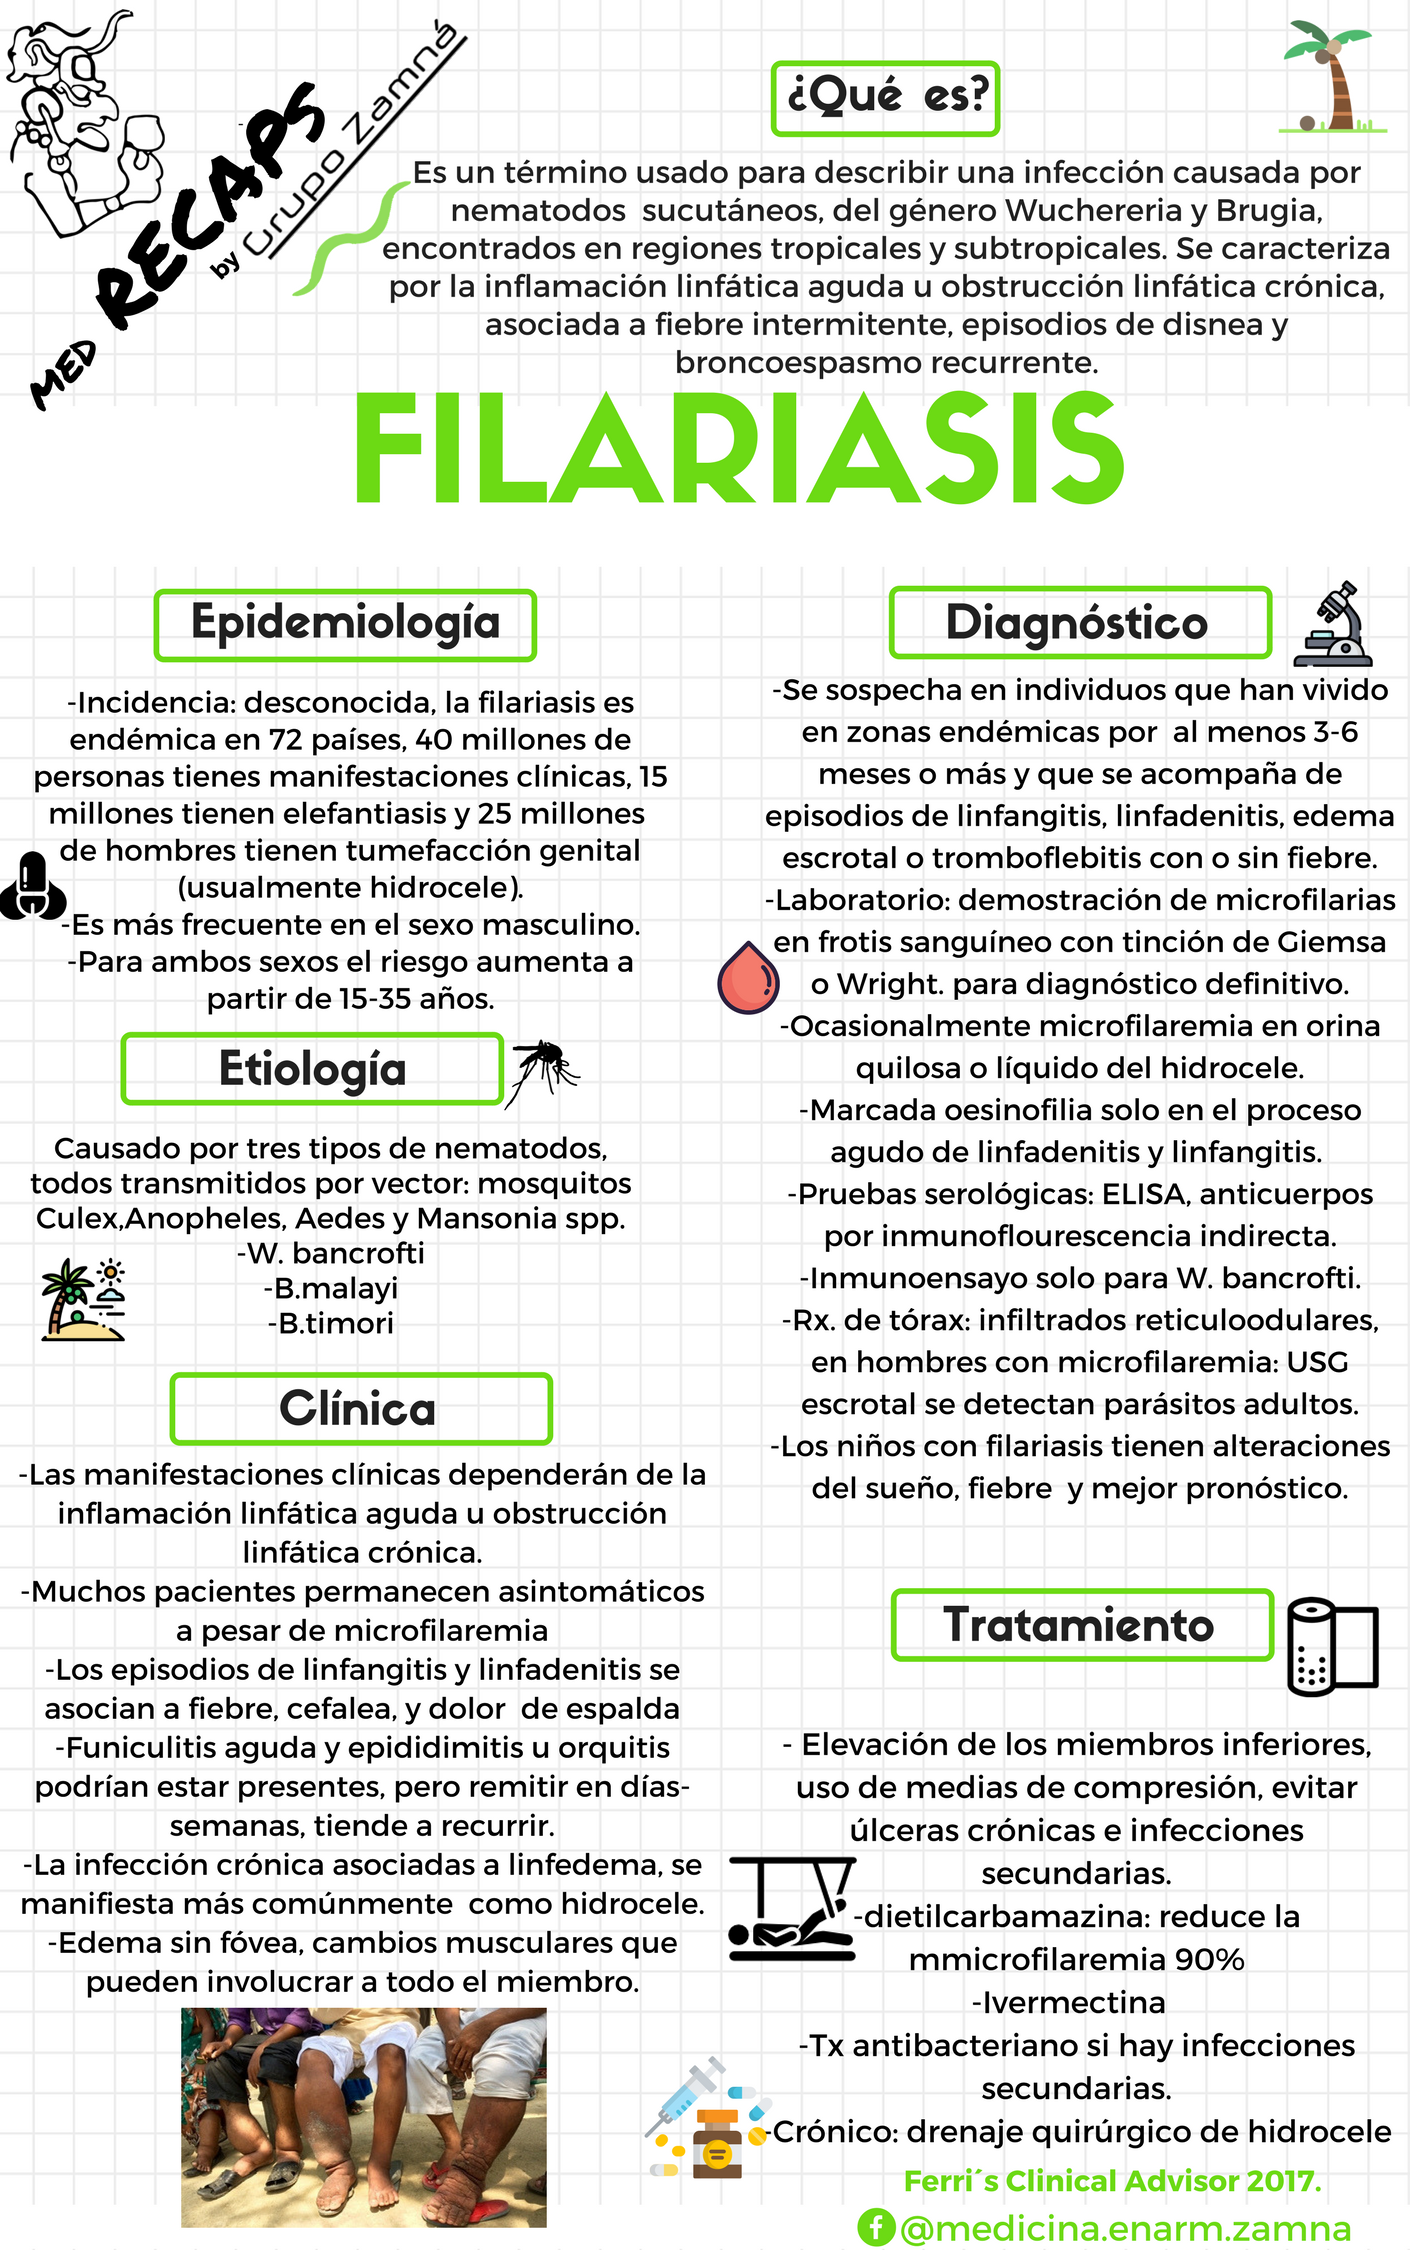 MED RECAPS
by Grupo Zamná
¿Qué es?
Es un término usado para describir una infección causada por
nematodos sucutáneos, del género Wuchereria y Brugia,
encontrados en regiones tropicales y subtropicales. Se caracteriza
por la inflamación linfática aguda u obstrucción linfática crónica,
asociada a fiebre intermitente, episodios de disnea y
broncoespasmo recurrente.
FILARIASIS
Epidemiología
-Incidencia: desconocida, la filariasis es
endémica en 72 países, 40 millones de
personas tienes manifestaciones clínicas, 15
millones tienen elefantiasis y 25 millones
de hombres tienen tumefacción genital
(usualmente hidrocele).
-Es más frecuente en el sexo masculino.
-Para ambos sexos el riesgo aumenta a
partir de 15-35 años.
Etiología
Causado por tres tipos de nematodos,
todos transmitidos por vector: mosquitos
Culex,Anopheles, Aedes y Mansonia spp.
-W. bancrofti
-B.malayi
-B.timori
Clínica
-Las manifestaciones clínicas dependerán de la
inflamación linfática aguda u obstrucción
linfática crónica.
-Muchos pacientes permanecen asintomáticos
a pesar de microfilaremia
-Los episodios de linfangitis y linfadenitis se
asocian a fiebre, cefalea, y dolor de espalda
-Funiculitis aguda y epididimitis u orquitis
podrían estar presentes, pero remitir en días-
semanas, tiende a recurrir.
-La infección crónica asociadas a linfedema, se
manifiesta más comúnmente como hidrocele.
-Edema sin fóvea, cambios musculares que
pueden involucrar a todo el miembro.
Diagnóstico
-Se sospecha en individuos que han vivido
en zonas endémicas por al menos 3-6
meses o más y que se acompaña de
episodios de linfangitis, linfadenitis, edema
escrotal o tromboflebitis con o sin fiebre.
-Laboratorio: demostración de microfilarias
en frotis sanguíneo con tinción de Giemsa
o Wright. para diagnóstico definitivo.
-Ocasionalmente microfilaremia en orina
quilosa o líquido del hidrocele.
-Marcada oesinofilia solo en el proceso
agudo de linfadenitis y linfangitis.
-Pruebas serológicas: ELISA, anticuerpos
por inmunoflourescencia indirecta.
-Inmunoensayo solo para W. bancrofti.
-Rx. de tórax: infiltrados reticuloodulares,
en hombres con microfilaremia: USG
escrotal se detectan parásitos adultos.
-Los niños con filariasis tienen alteraciones
del sueño, fiebre y mejor pronóstico.
Tratamiento
- Elevación de los miembros inferiores,
uso de medias de compresión, evitar
úlceras crónicas e infecciones
secundarias.
-dietilcarbamazina: reduce la
mmicrofilaremia 90%
-Ivermectina
-Tx antibacteriano si hay infecciones
secundarias.
-Crónico: drenaje quirúrgico de hidrocele
Ferri´s Clinical Advisor 2017.
@medicina.enarm.zamna